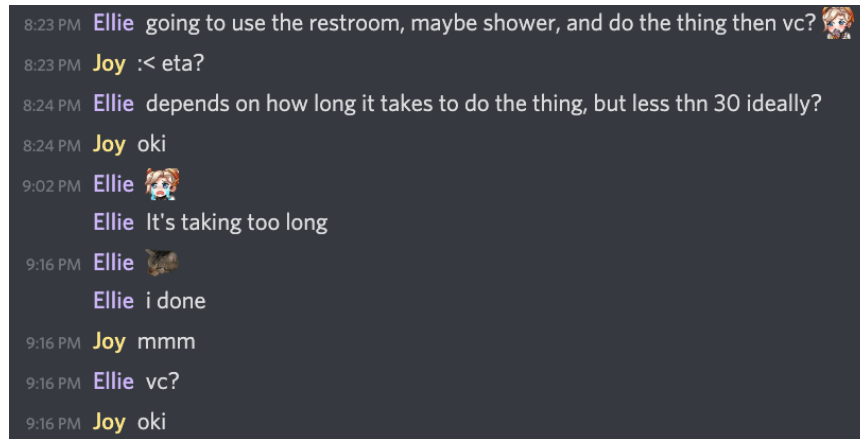 8:23 PM Ellie going to use the restroom, maybe shower, and do the thing then vc?
8:23 PM Joy :< eta?
8:24 PM Ellie depends on how long it takes to do the thing, but less thn 30 ideally?
8:24 PM Joy oki
9:02 PM Ellie
Ellie It's taking too long
9:16 PM Ellie
Ellie i done
9:16 PM Joy mmm
9:16 PM Ellie vc?
9:16 PM Joy oki